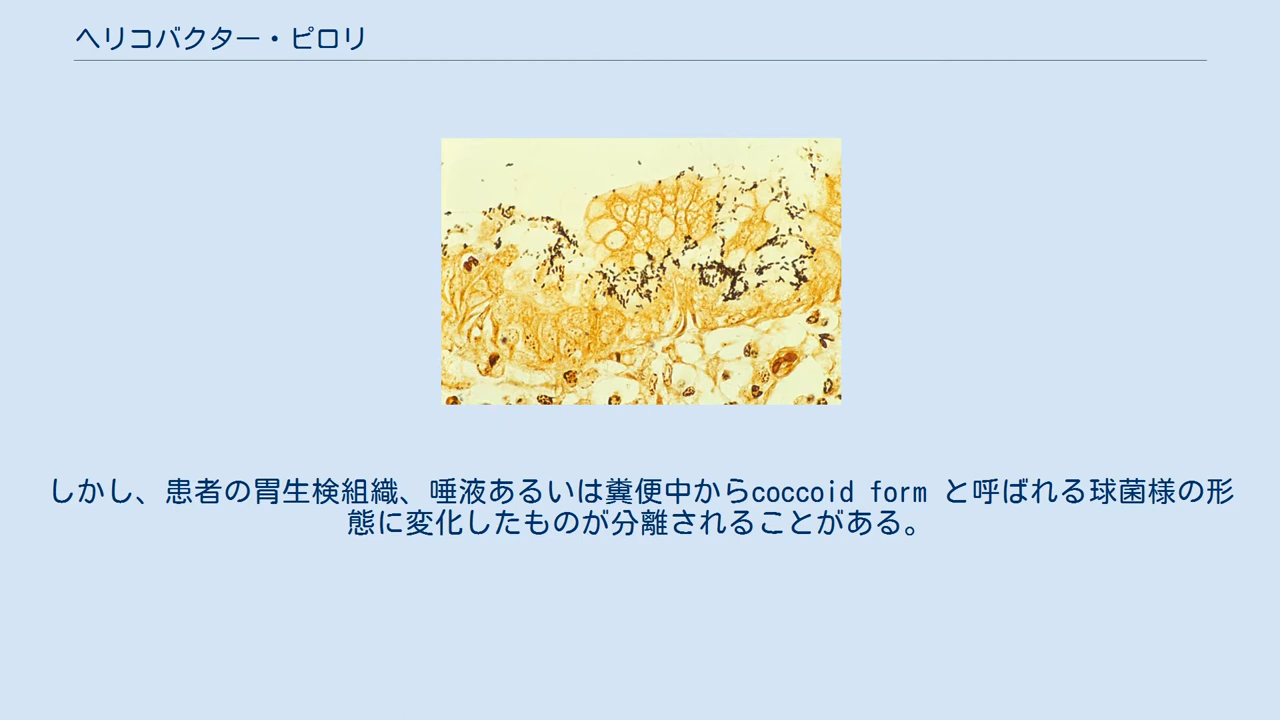 ヘリコバクター・ピロリ
しかし、患者の胃生検組織、唾液あるいは糞便中からcoccoid form と呼ばれる球菌様の形
態に変化したものが分離されることがある。